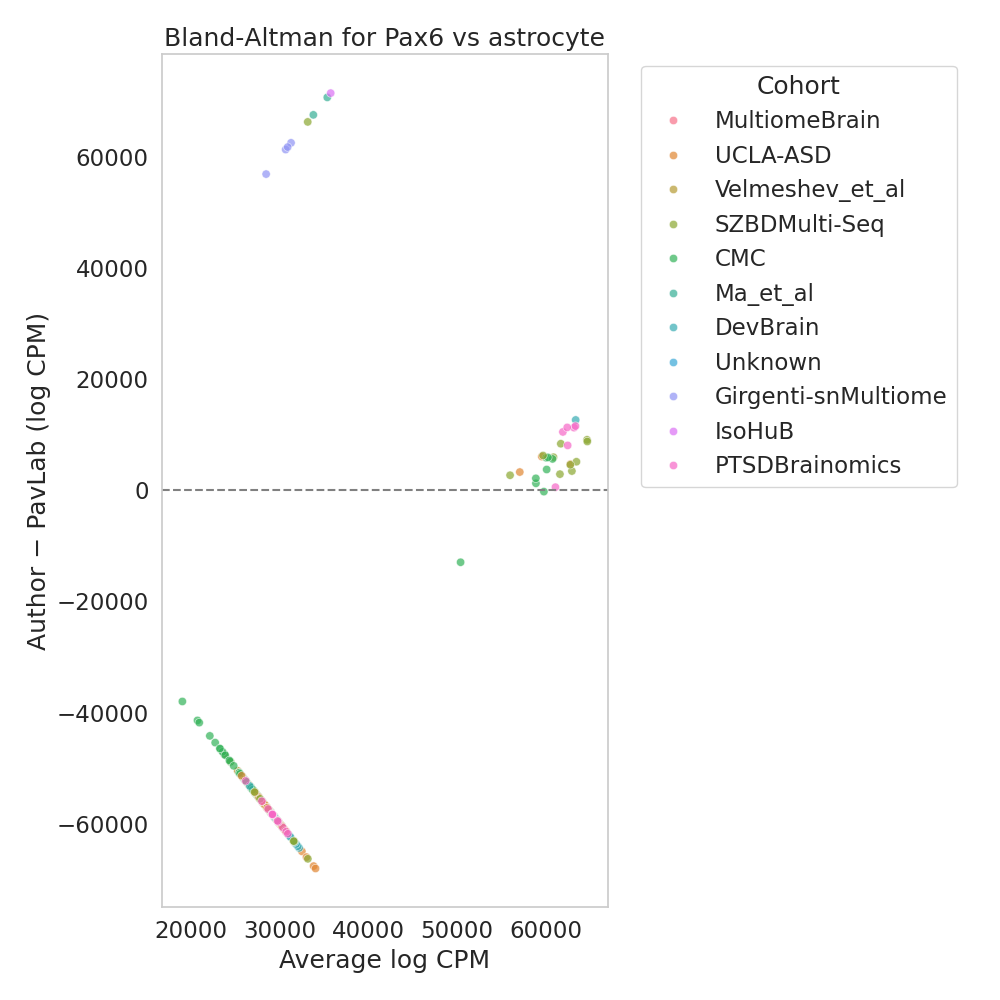 Bland-Altman for Pax6 vs astrocyte
Author − PavLab (log CPM)
60000
40000
20000
0
−20000
−40000
−60000
20000 30000 40000 50000 60000
Average log CPM
Cohort
MultiomeBrain
UCLA-ASD
Velmeshev_et_al
SZBDMulti-Seq
CMC
Ma_et_al
DevBrain
Unknown
Girgenti-snMultiome
IsoHuB
PTSDBrainomics